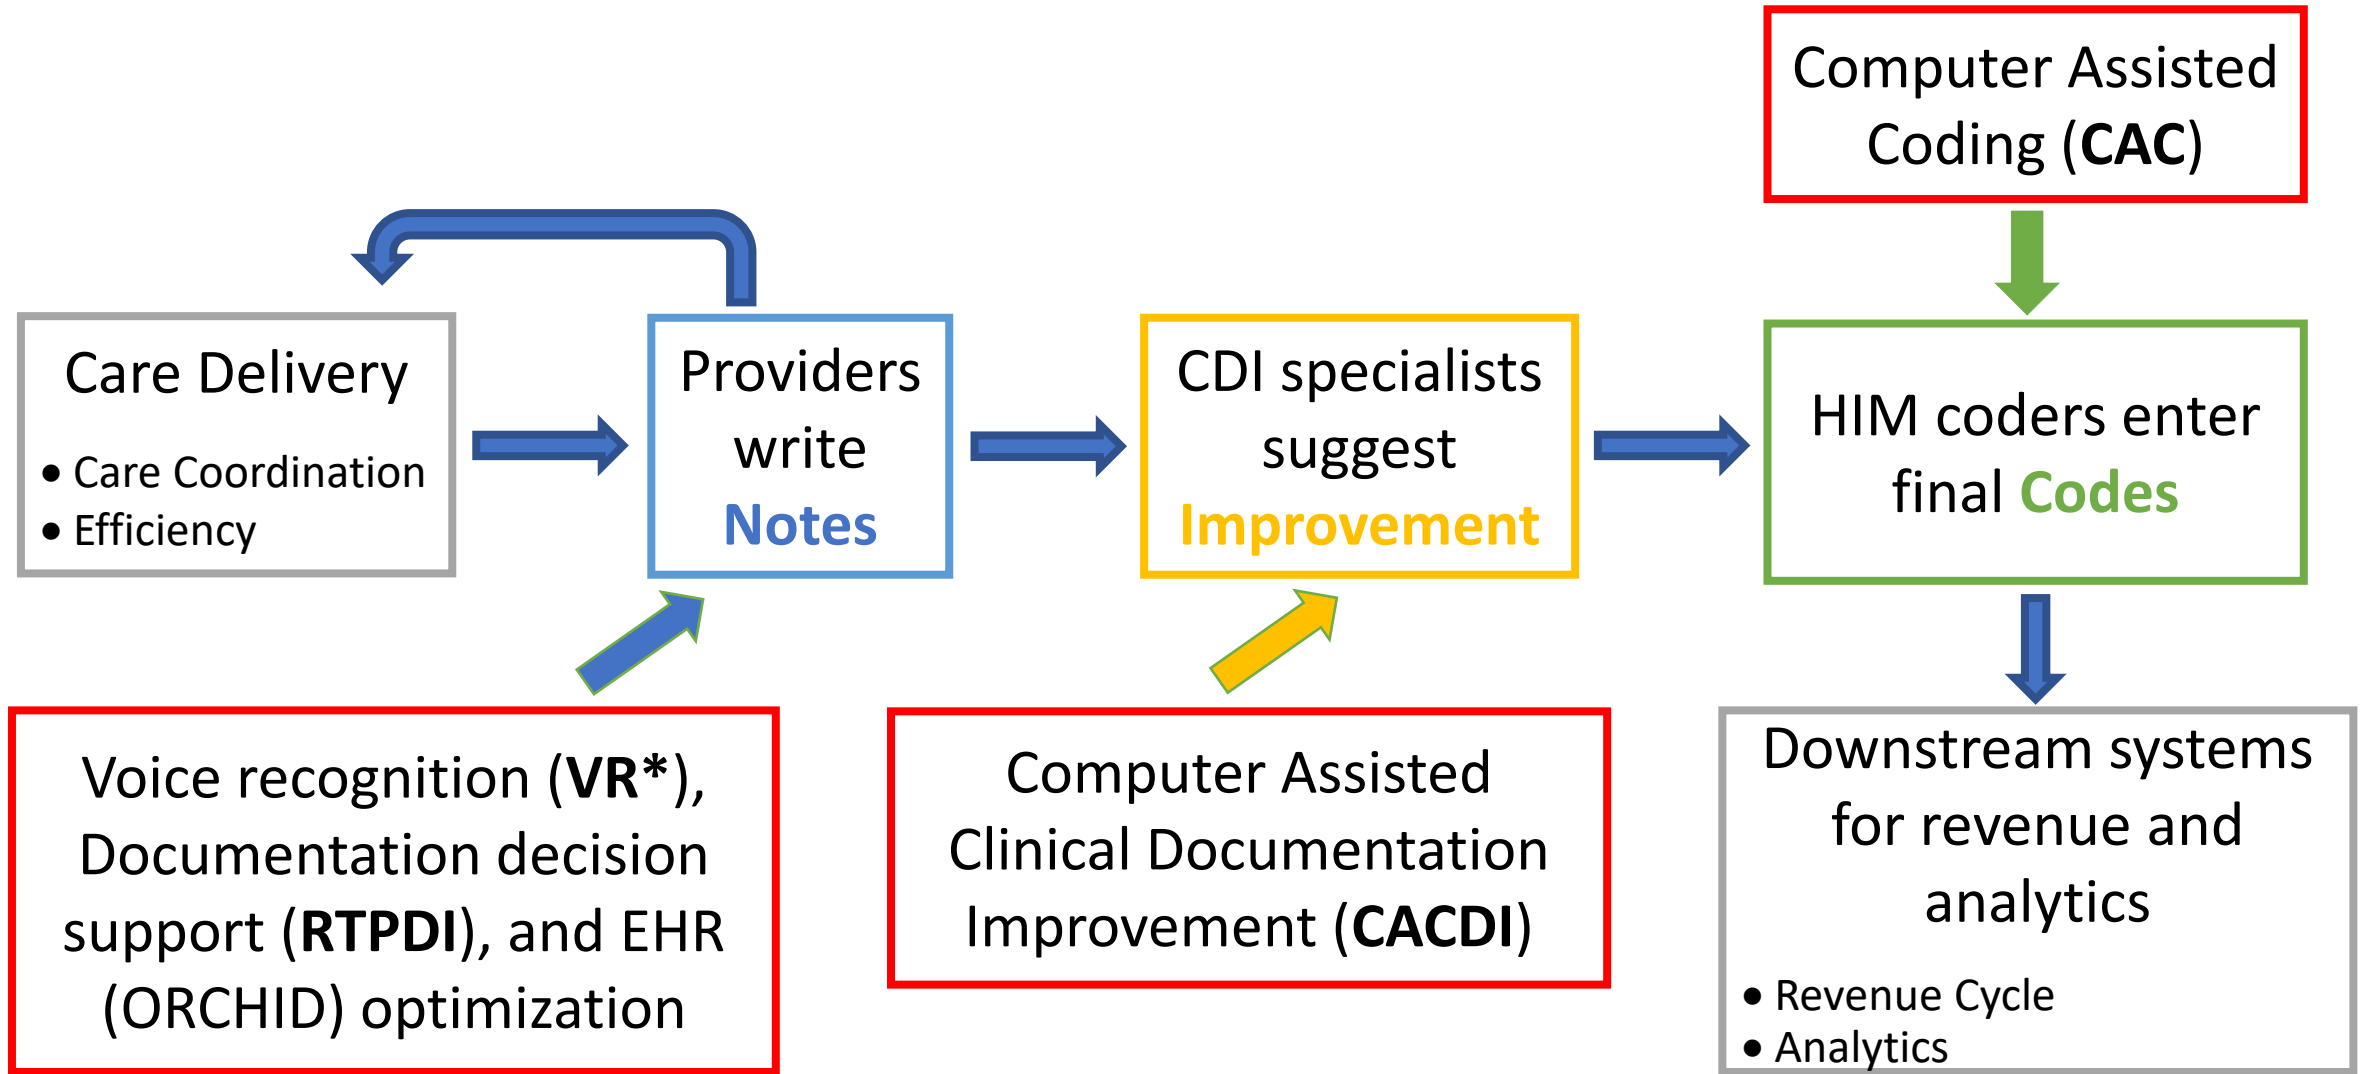 Computer Assisted
Coding (CAC)
Care Delivery
• Care Coordination
• Efficiency
Providers
write
Notes
CDI specialists
suggest
Improvement
HIM coders enter
final Codes
Voice recognition (VR*),
Documentation decision
support (RTPDI), and EHR
(ORCHID) optimization
Computer Assisted
Clinical Documentation
Improvement (CACDI)
Downstream systems
for revenue and
analytics
• Revenue Cycle
• Analytics